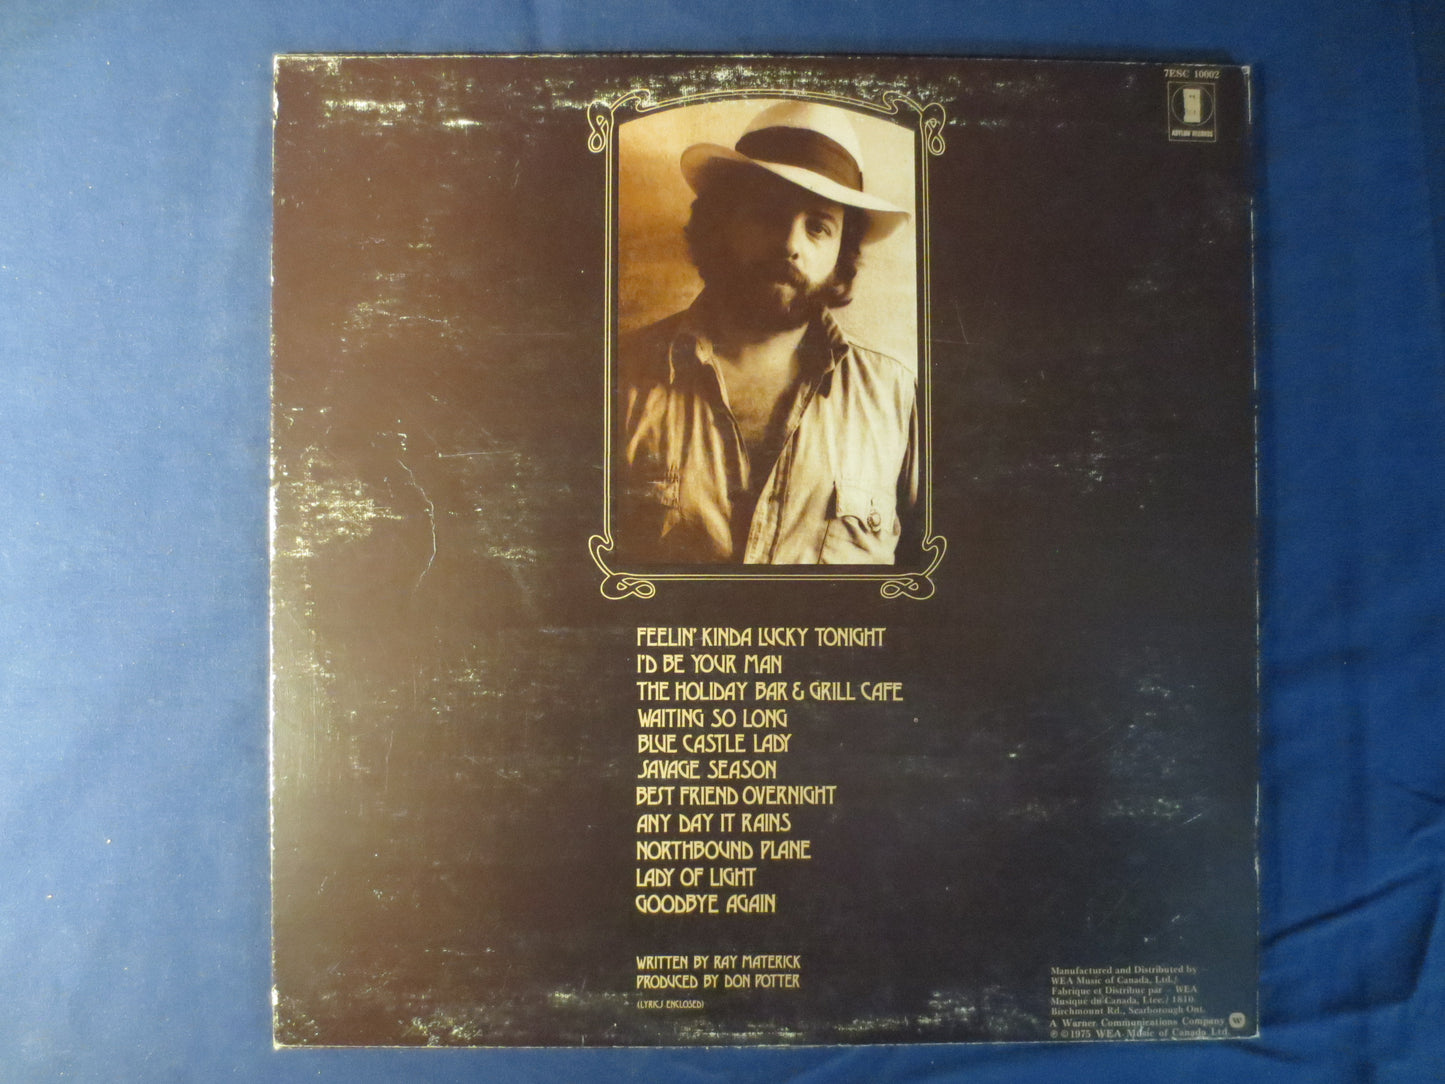 7ESC 10002
ASYLUM RECORDS
FEELIN' KINDA LUCKY TONIGHT
I'D BE YOUR MAN
THE HOLIDAY BAR & GRILL CAFE
WAITING SO LONG
BLUE CASTLE LADY
SAVAGE SEASON
BEST FRIEND OVERNIGHT
ANY DAY IT RAINS
NORTHBOUND PLANE
LADY OF LIGHT
GOODBYE AGAIN
WRITTEN BY RAY MATERICK
PRODUCED BY DON POTTER
(LYRICS ENCLOSED)
Manufactured and Distributed by
WEA Music of Canada, Ltd./
Fabrique et Distribue par WEA
Musique du Canada, Ltee./ 1810
Birchmount Rd., Scarborough Ont.
A Warner Communications Company W
℗ © 1975 WEA Music of Canada Ltd.